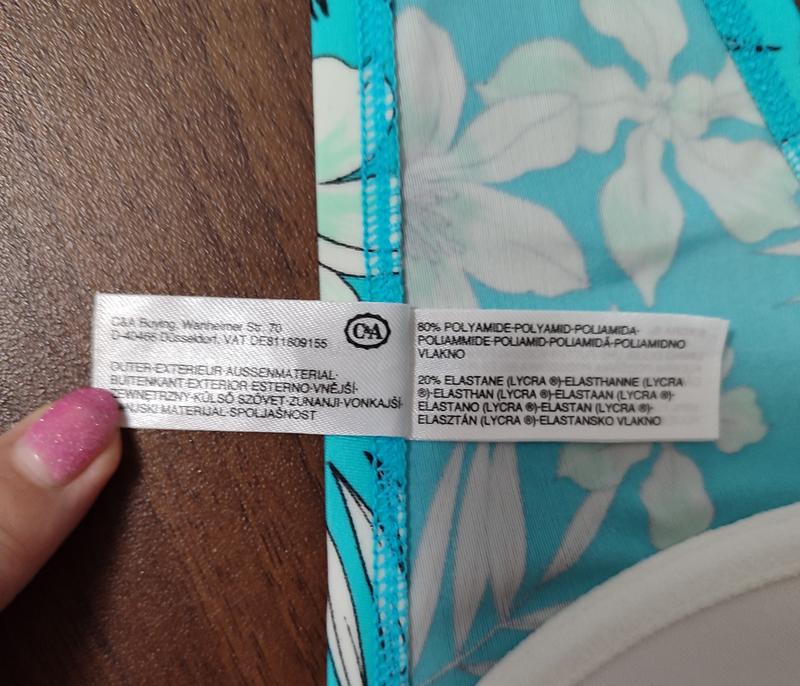 C&A Buying, Wanheimer Str. 70
D-40468 Düsseldorf, VAT DE811809155
C&A
OUTER-EXTERIEUR-AUSSENMATERIAL-
BUITENKANT-EXTERIOR-ESTERNO-VNĚJŠÍ-
ZEWNĘTRZNY-KÜLSŐ SZÖVET-ZUNANJI-VONKAJŠÍ-
MATERIJAL-SPOLJAŠNOST
80% POLYAMIDE-POLYAMID-POLIAMIDA-
POLIAMMIDE-POLIAMID-POLIAMIDĂ-POLIAMIDNO
VLAKNO
20% ELASTANE (LYCRA ®)-ELASTHANNE (LYCRA
®)-ELASTHAN (LYCRA ®)-ELASTAAN (LYCRA ®)-
ELASTANO (LYCRA ®)-ELASTAN (LYCRA ®)-
ELASZTÁN (LYCRA ®)-ELASTANSKO VLAKNO